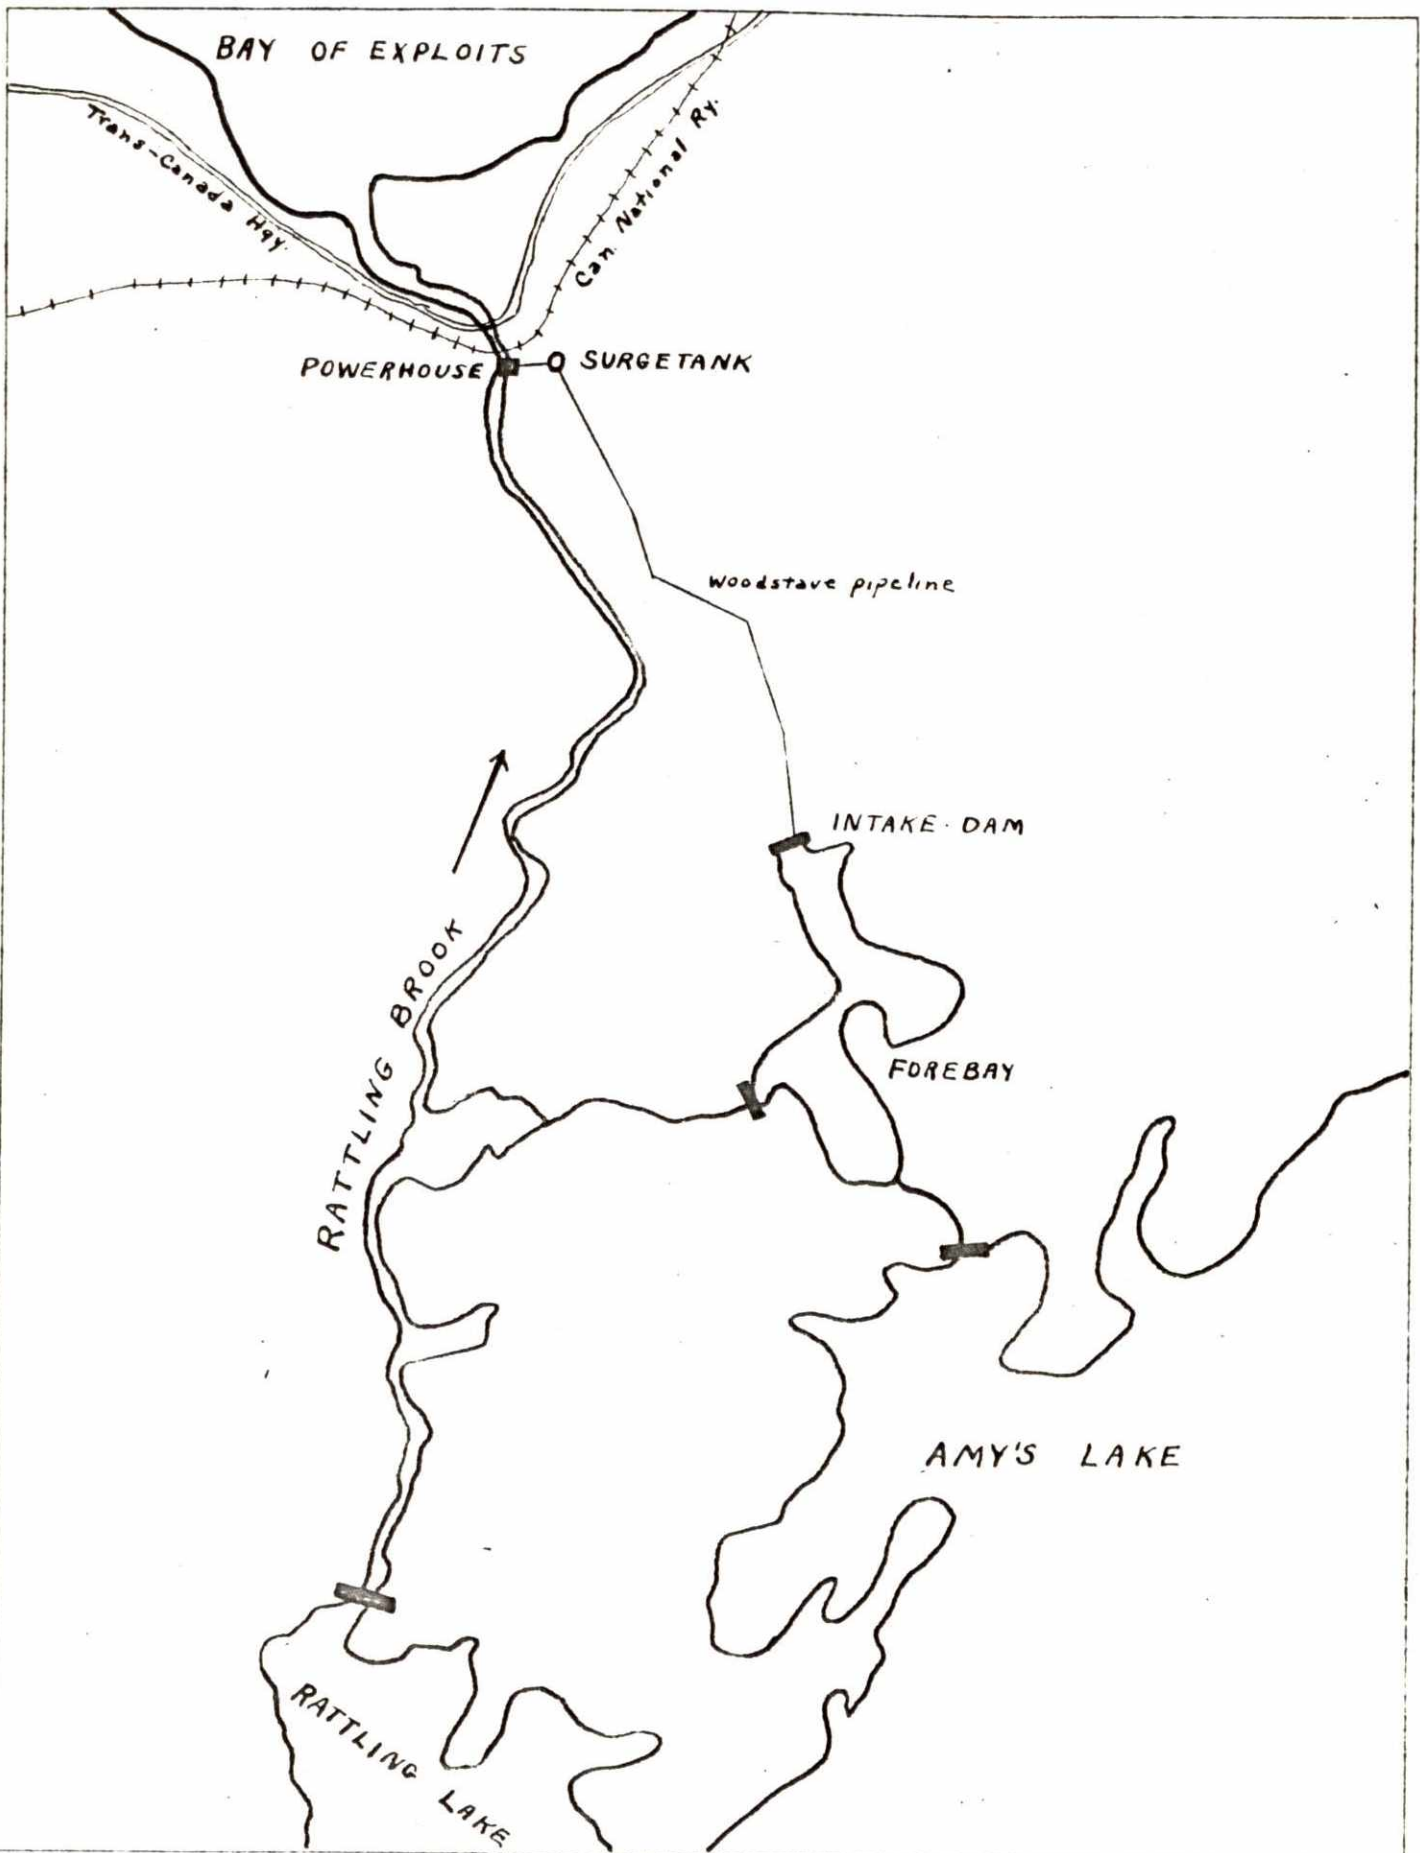 BAY OF EXPLOITS
Trans-Canada Hgy.
Can. National Ry.
POWERHOUSE
SURGETANK
Woodstave pipeline
INTAKE DAM
RATTLING BROOK
FOREBAY
AMY'S LAKE
RATTLING LAKE